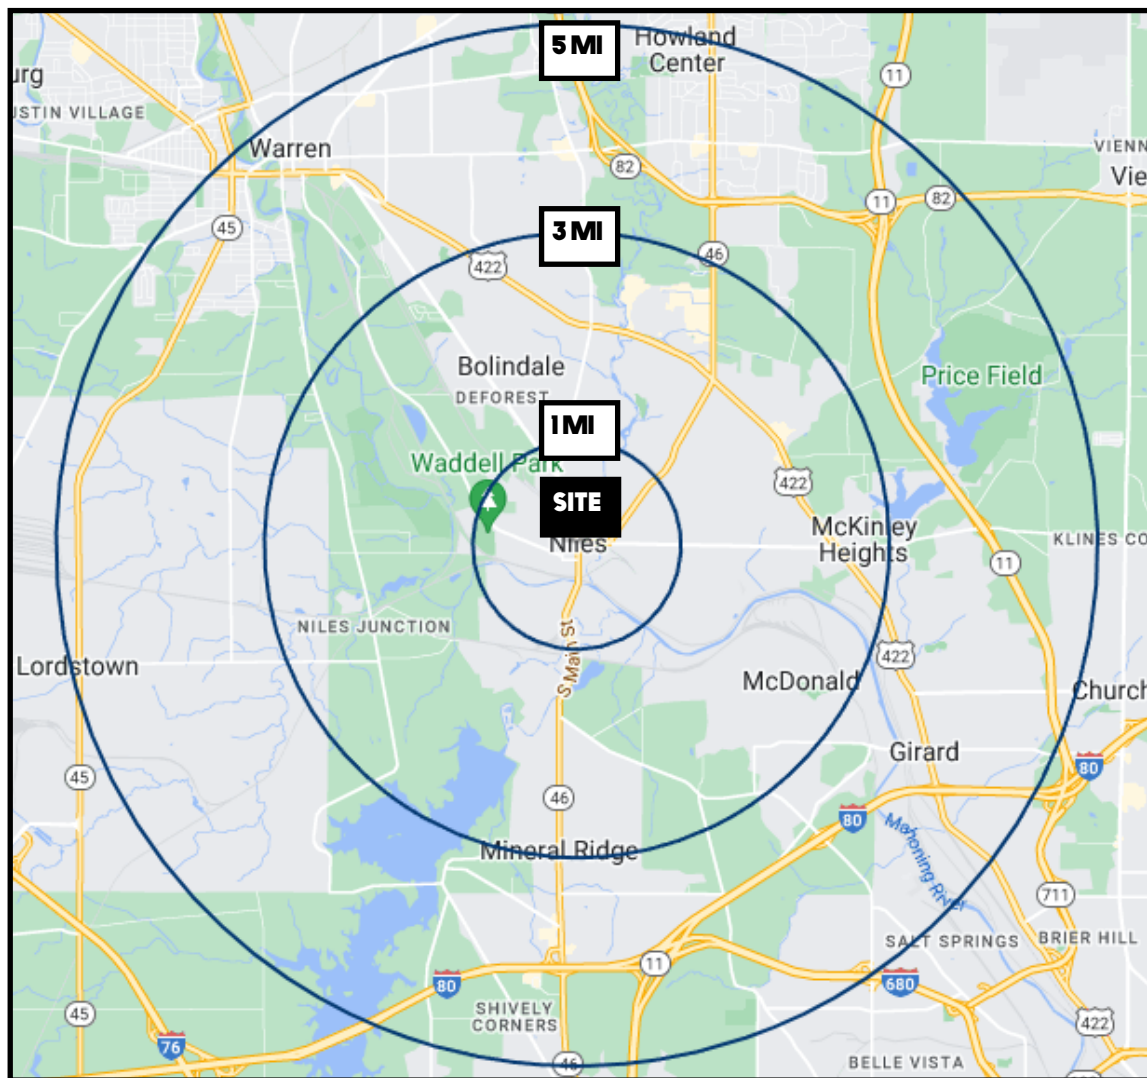 5 MI
Howland
Center
urg
11
USTIN VILLAGE
Warren
82
VIENN
Vie
11
82
45
3 MI
46
422
Bolindale
DEFOREST
Price Field
1 MI
Waddell Park
422
SITE
Niles
McKinley
Heights
KLINES CO
11
NILES JUNCTION
S Main St
422
Lordstown
McDonald
Church
Girard
45
80
46
80
Mineral Ridge
Mahoning River
711
SALT SPRINGS
BRIER HILL
11
80
680
SHIVELY
CORNERS
45
422
76
46
BELLE VISTA